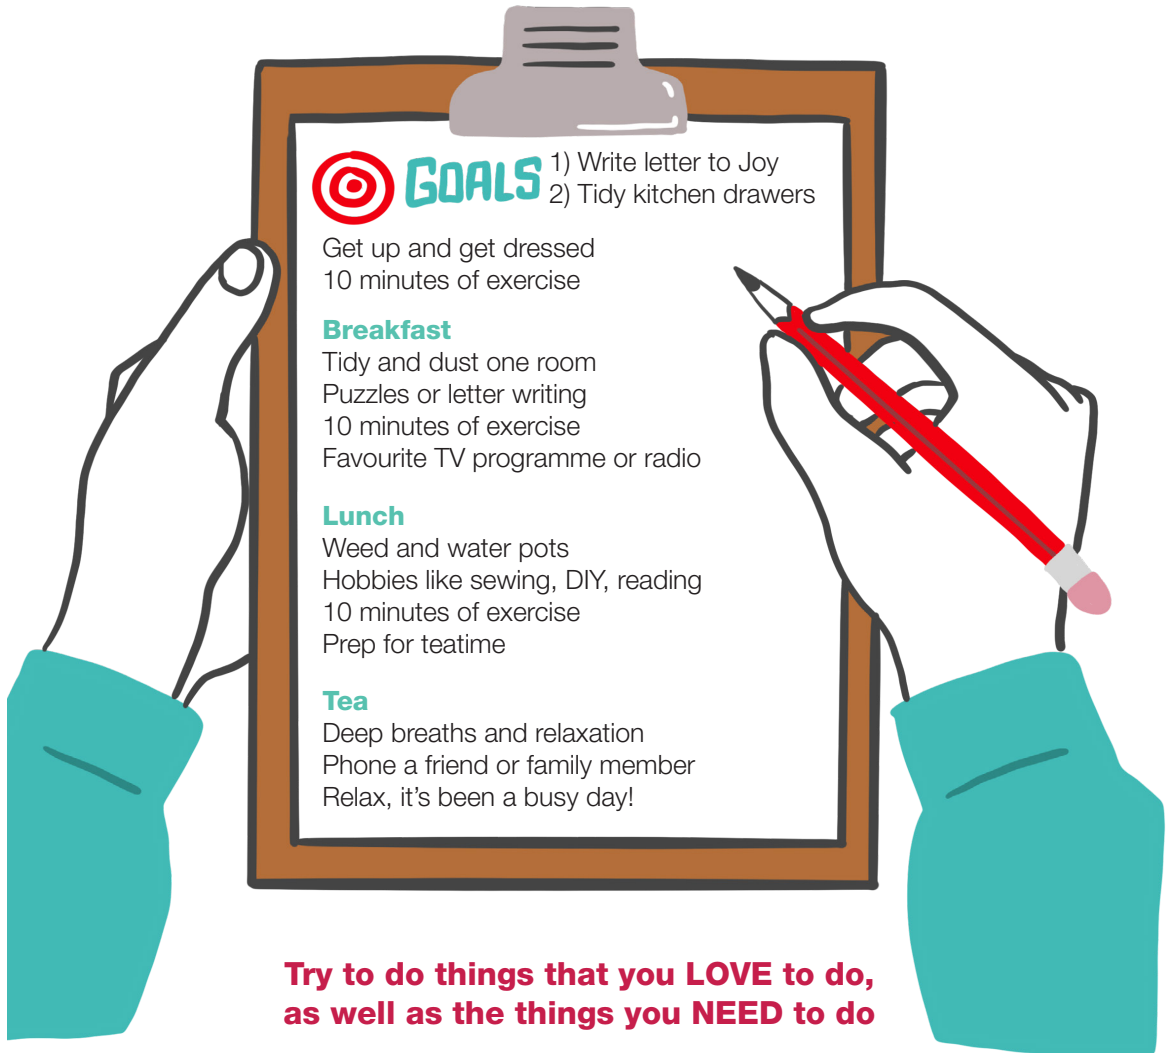 GOALS
1) Write letter to Joy
2) Tidy kitchen drawers
Get up and get dressed
10 minutes of exercise
Breakfast
Tidy and dust one room
Puzzles or letter writing
10 minutes of exercise
Favourite TV programme or radio
Lunch
Weed and water pots
Hobbies like sewing, DIY, reading
10 minutes of exercise
Prep for teatime
Tea
Deep breaths and relaxation
Phone a friend or family member
Relax, it's been a busy day!
Try to do things that you LOVE to do,
as well as the things you NEED to do